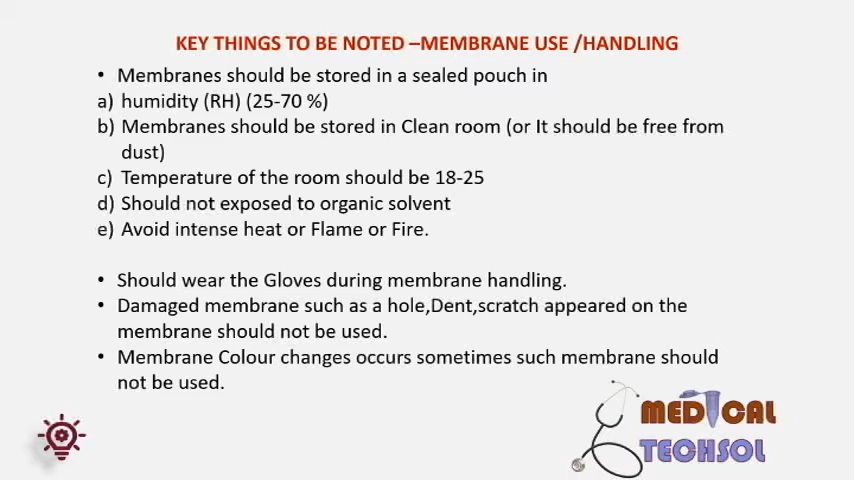 KEY THINGS TO BE NOTED –MEMBRANE USE /HANDLING
• Membranes should be stored in a sealed pouch in
a) humidity (RH) (25-70 %)
b) Membranes should be stored in Clean room (or It should be free from
dust)
c) Temperature of the room should be 18-25
d) Should not exposed to organic solvent
e) Avoid intense heat or Flame or Fire.
• Should wear the Gloves during membrane handling.
• Damaged membrane such as a hole,Dent,scratch appeared on the
membrane should not be used.
• Membrane Colour changes occurs sometimes such membrane should
not be used.
MEDICAL
TECHSOL